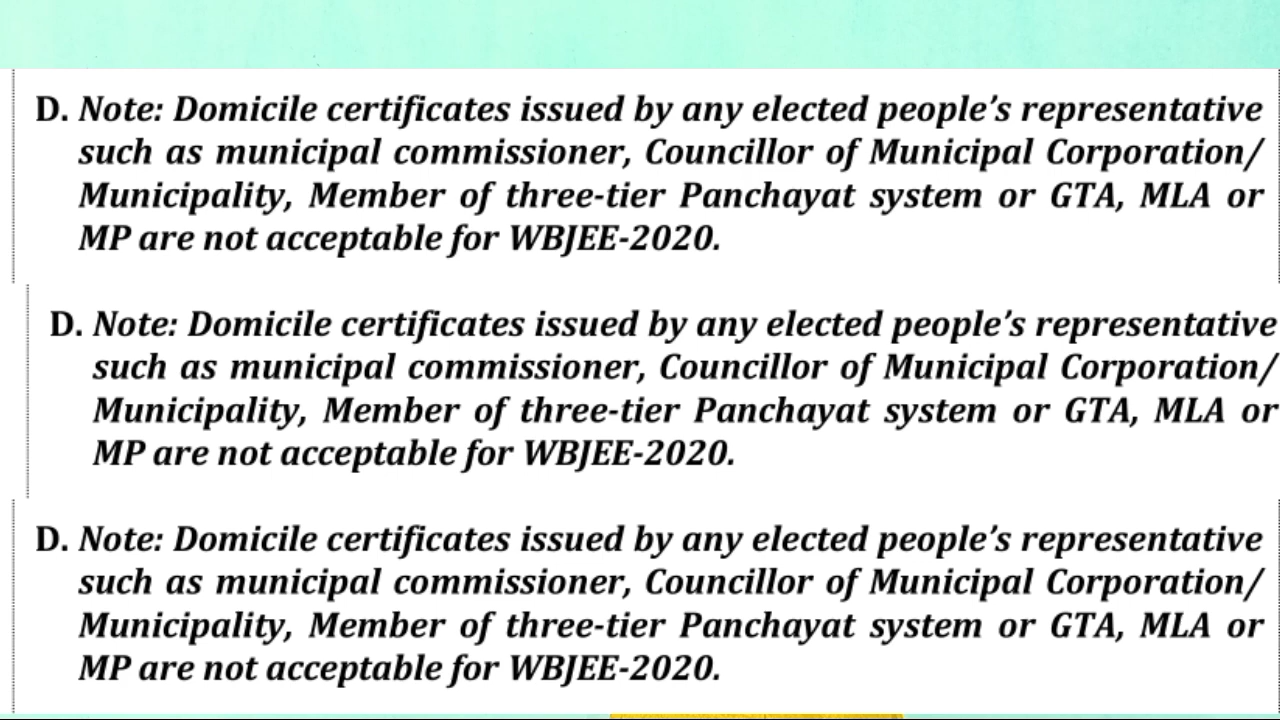 D. Note: Domicile certificates issued by any elected people’s representative
such as municipal commissioner, Councillor of Municipal Corporation/
Municipality, Member of three-tier Panchayat system or GTA, MLA or
MP are not acceptable for WBJEE-2020.
D. Note: Domicile certificates issued by any elected people’s representative
such as municipal commissioner, Councillor of Municipal Corporation/
Municipality, Member of three-tier Panchayat system or GTA, MLA or
MP are not acceptable for WBJEE-2020.
D. Note: Domicile certificates issued by any elected people’s representative
such as municipal commissioner, Councillor of Municipal Corporation/
Municipality, Member of three-tier Panchayat system or GTA, MLA or
MP are not acceptable for WBJEE-2020.